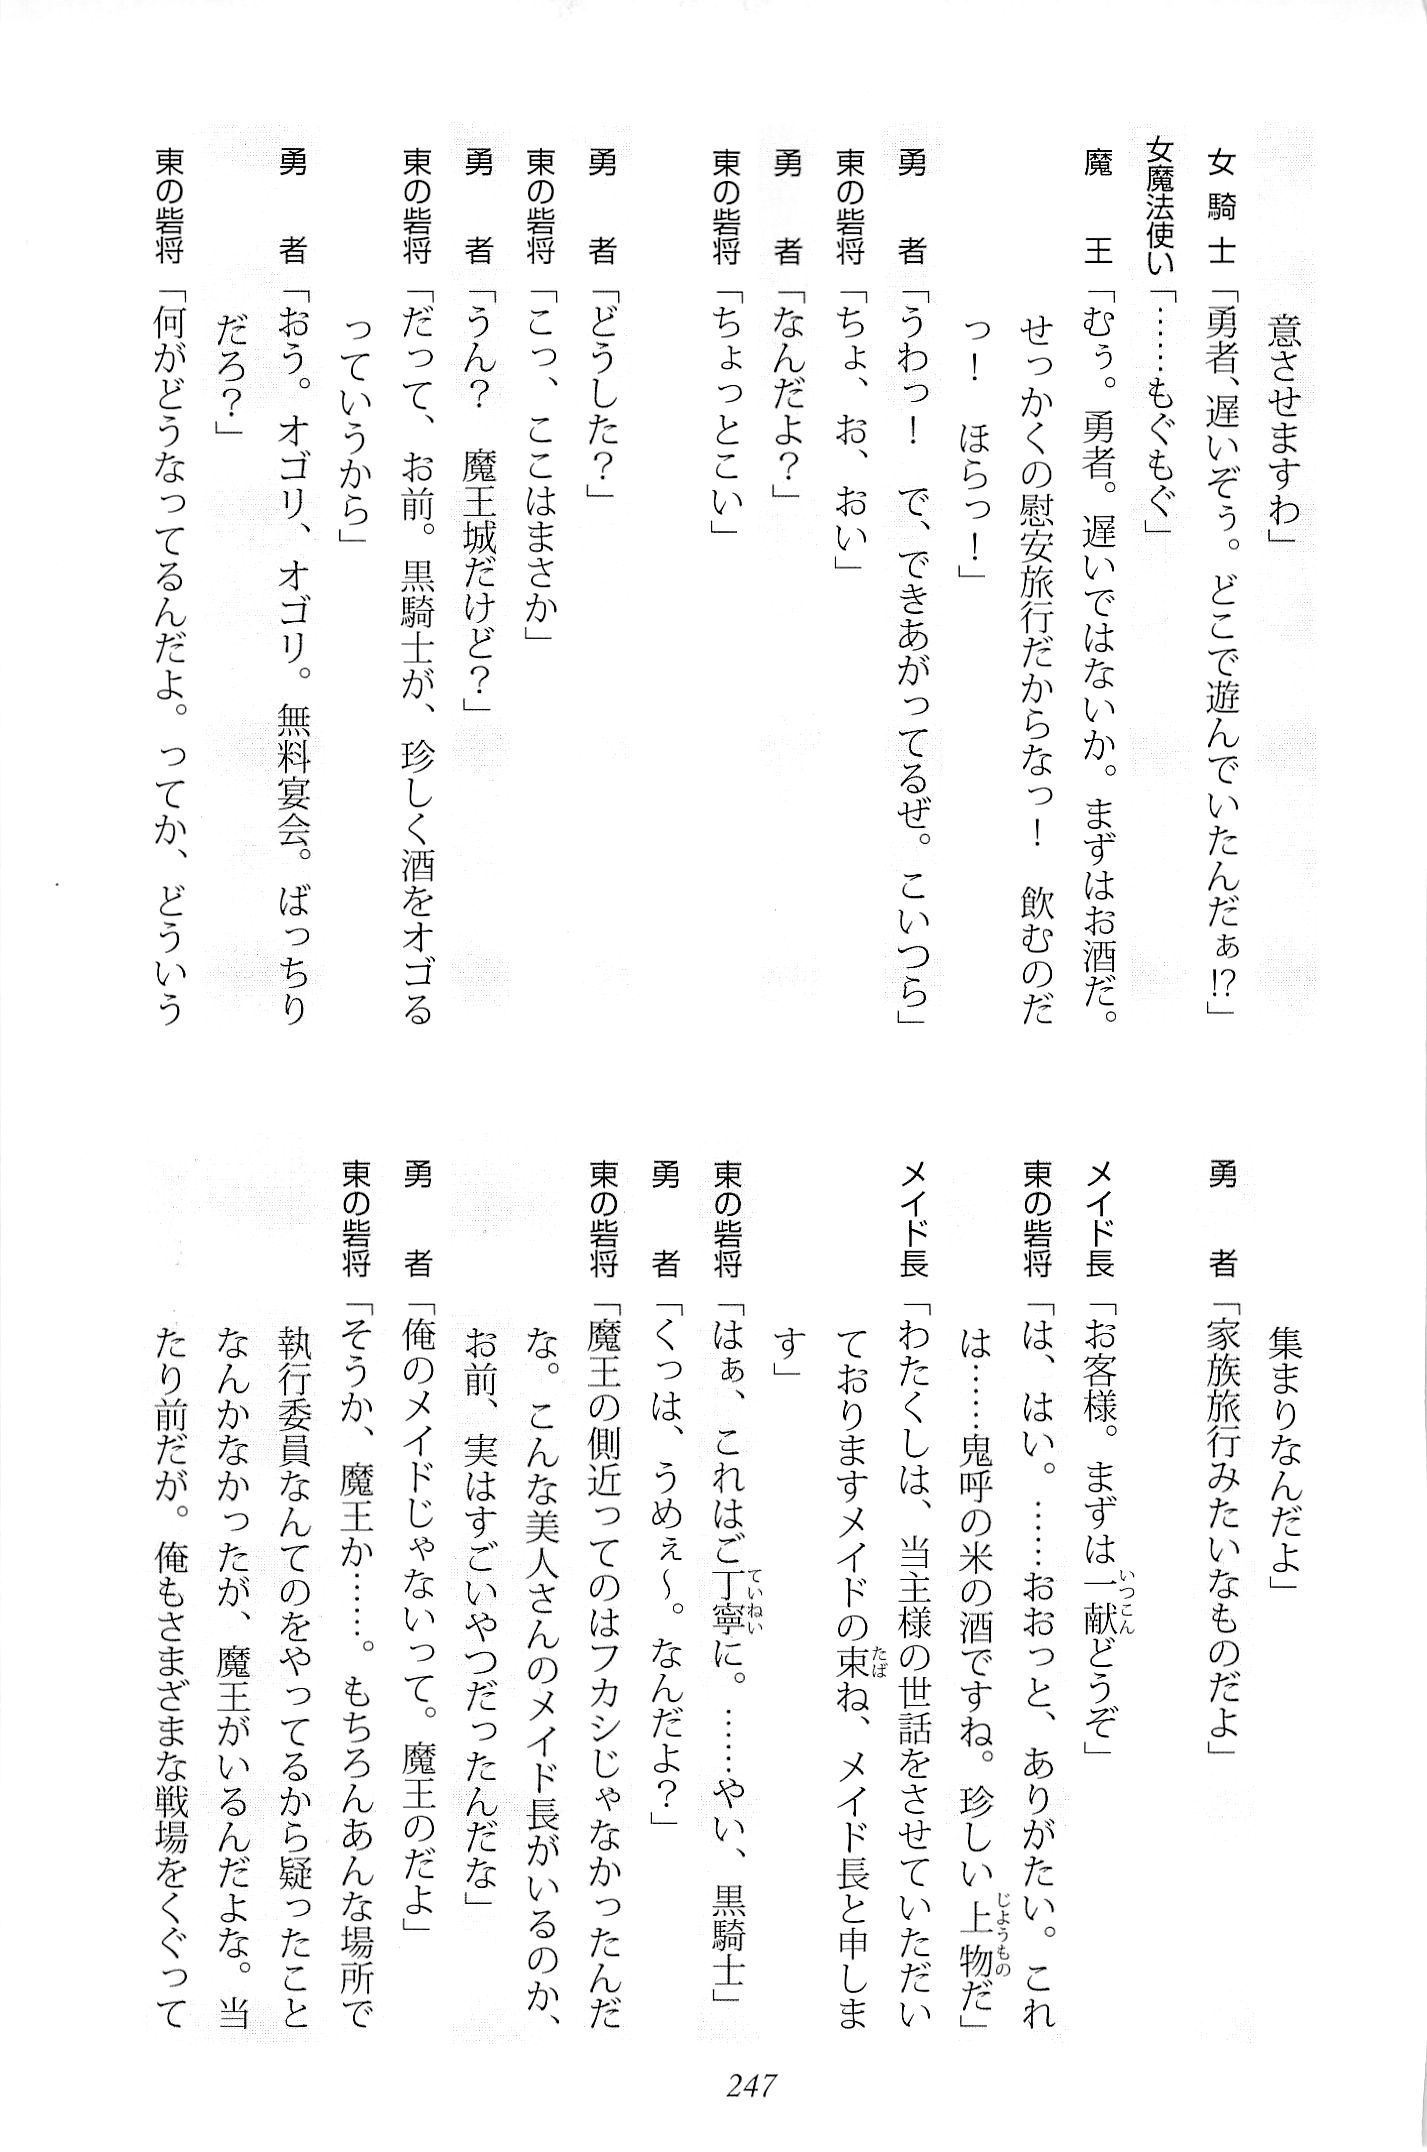 意させますわ」
女騎士「勇者、遅いぞぅ。どこで遊んでいたんだぁ!?」
女魔法使い「……もぐもぐ」
魔王「むぅ。勇者。遅いではないか。まずはお酒だ。
せっかくの慰安旅行だからなっ！　飲むのだ
っ！　ほらっ！」
勇者「うわっ！　で、できあがってるぜ。こいつら」
東の砦将「ちょ、お、おい」
勇者「なんだよ？」
東の砦将「ちょっとこい」
勇者「どうした？」
東の砦将「こっ、ここはまさか」
勇者「うん？　魔王城だけど？」
東の砦将「だって、お前。黒騎士が、珍しく酒をオゴる
っていうから」
勇者「おう。オゴリ、オゴリ。無料宴会。ばっちり
だろ？」
東の砦将「何がどうなってるんだよ。ってか、どういう
集まりなんだよ」
勇者「家族旅行みたいなものだよ」
メイド長「お客様。まずは一献どうぞ」
いっこん
東の砦将「は、はい。……おおっと、ありがたい。これ
は……鬼呼の米の酒ですね。珍しい上物だ」
じょうもの
メイド長「わたくしは、当主様の世話をさせていただい
ておりますメイドの束ね、メイド長と申しま
たば
す」
東の砦将「はぁ、これはご丁寧に。……やい、黒騎士」
ていねい
勇者「くっは、うめぇ〜。なんだよ？」
東の砦将「魔王の側近ってのはフカシじゃなかったんだ
な。こんな美人さんのメイド長がいるのか、
お前、実はすごいやつだったんだな」
勇者「俺のメイドじゃないって。魔王のだよ」
東の砦将「そうか、魔王か……。もちろんあんな場所で
執行委員なんてのをやってるから疑ったこと
なんかなかったが、魔王がいるんだよな。当
たり前だが。俺もさまざまな戦場をくぐって
247